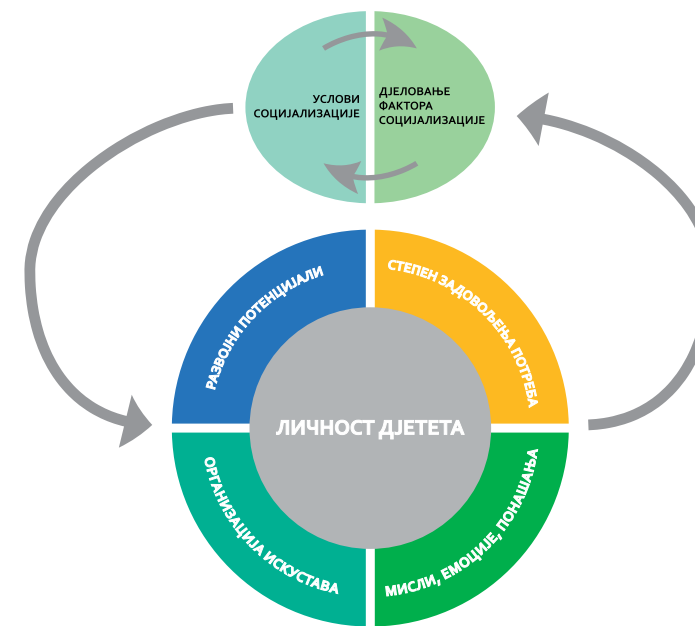 УСЛОВИ
СОЦИЈАЛИЗАЦИЈЕ
ДЈЕЛОВАЊЕ
ФАКТОРА
СОЦИЈАЛИЗАЦИЈЕ
РАЗВОЈНИ ПОТЕНЦИЈАЛИ
СТЕПЕН ЗАДОВОЉЕЊА ПОТРЕБА
ЛИЧНОСТ ДЈЕТЕТА
ОРГАНИЗАЦИЈА ИСКУСТАВА
МИСЛИ, ЕМОЦИЈЕ, ПОНАШАЊА